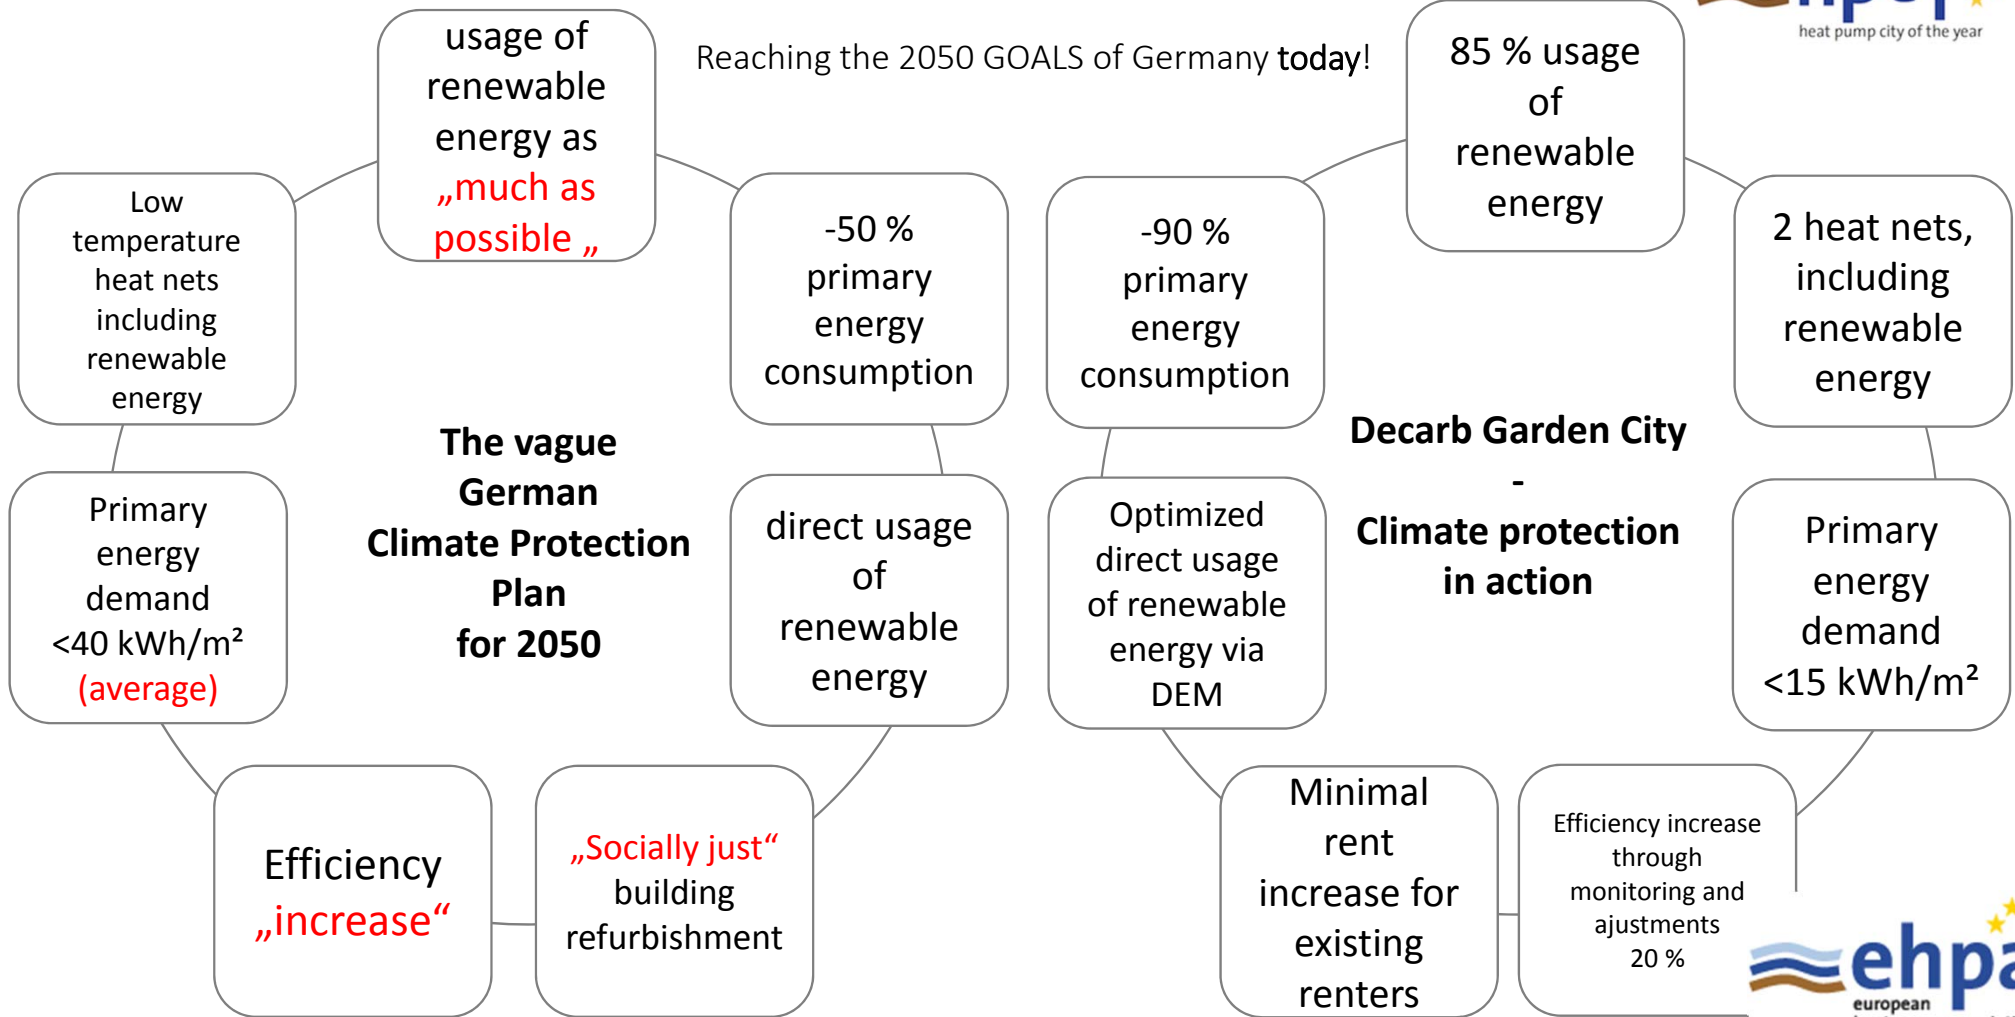 Reaching the 2050 GOALS of Germany today!
heat pump city of the year
usage of
renewable
energy as
„much as
possible „
Low
temperature
heat nets
including
renewable
energy
-50 %
primary
energy
consumption
The vague
German
Climate Protection
Plan
for 2050
Primary
energy
demand
<40 kWh/m²
(average)
direct usage
of
renewable
energy
Efficiency
„increase“
„Socially just“
building
refurbishment
85 % usage
of
renewable
energy
-90 %
primary
energy
consumption
2 heat nets,
including
renewable
energy
Decarb Garden City
-
Climate protection
in action
Optimized
direct usage
of renewable
energy via
DEM
Primary
energy
demand
<15 kWh/m²
Minimal
rent
increase for
existing
renters
Efficiency increase
through
monitoring and
ajustments
20 %
ehpa
european